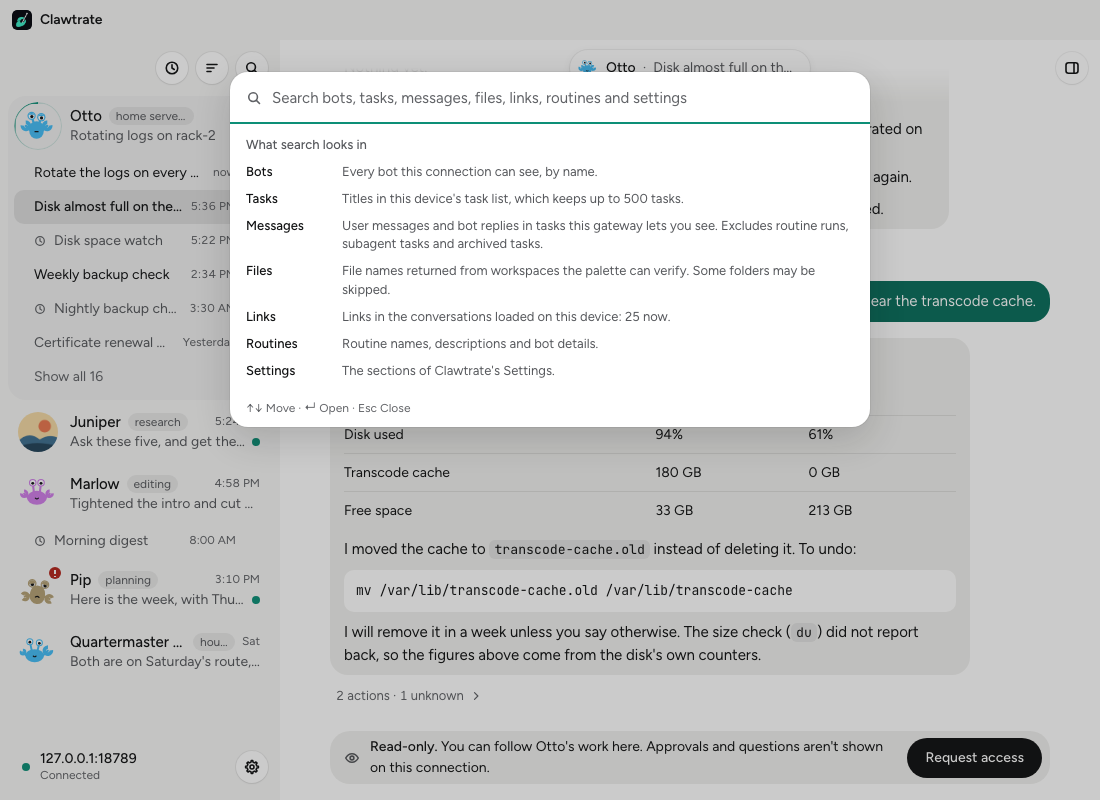 Clawtrate
Otto · Disk almost full on th...
Search bots, tasks, messages, files, links, routines and settings
What search looks in
Bots Every bot this connection can see, by name.
Tasks Titles in this device's task list, which keeps up to 500 tasks.
Messages User messages and bot replies in tasks this gateway lets you see. Excludes routine runs,
subagent tasks and archived tasks.
Files File names returned from workspaces the palette can verify. Some folders may be
skipped.
Links Links in the conversations loaded on this device: 25 now.
Routines Routine names, descriptions and bot details.
Settings The sections of Clawtrate's Settings.
↑↓ Move · ↵ Open · Esc Close
Otto home serve...
Rotating logs on rack-2
Rotate the logs on every ...
Disk almost full on the... 5:36 PM
Disk space watch 5:22 PM
Weekly backup check 2:34 PM
Nightly backup ch... 3:30 AM
Certificate renewal ...
Show all 16
Juniper research
Ask these five, and get the...
Marlow editing 4:58 PM
Tightened the intro and cut ...
Morning digest 8:00 AM
Pip planning 3:10 PM
Here is the week, with Thu...
Quartermaster ... hou... Sat
Both are on Saturday's route,...
127.0.0.1:18789
Connected
on
again.
the transcode cache.
Disk used 94% 61%
Transcode cache 180 GB 0 GB
Free space 33 GB 213 GB
I moved the cache to transcode-cache.old instead of deleting it. To undo:
mv /var/lib/transcode-cache.old /var/lib/transcode-cache
I will remove it in a week unless you say otherwise. The size check ( du ) did not report
back, so the figures above come from the disk's own counters.
2 actions · 1 unknown
Read-only. You can follow Otto's work here. Approvals and questions aren't shown
on this connection.
Request access